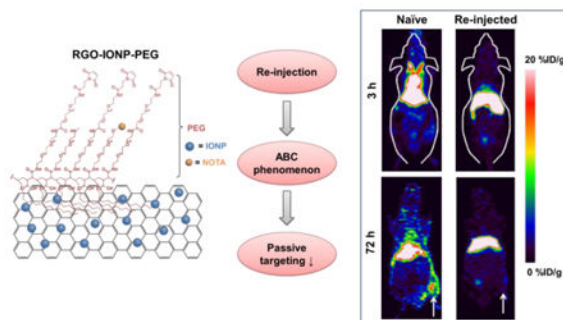 RGO-IONP-PEG
PEG
= IONP
= NOTA
Re-injection
ABC
phenomenon
Passive
targeting ↓
Naïve
Re-injected
3 h
72 h
20 %ID/g
0 %ID/g